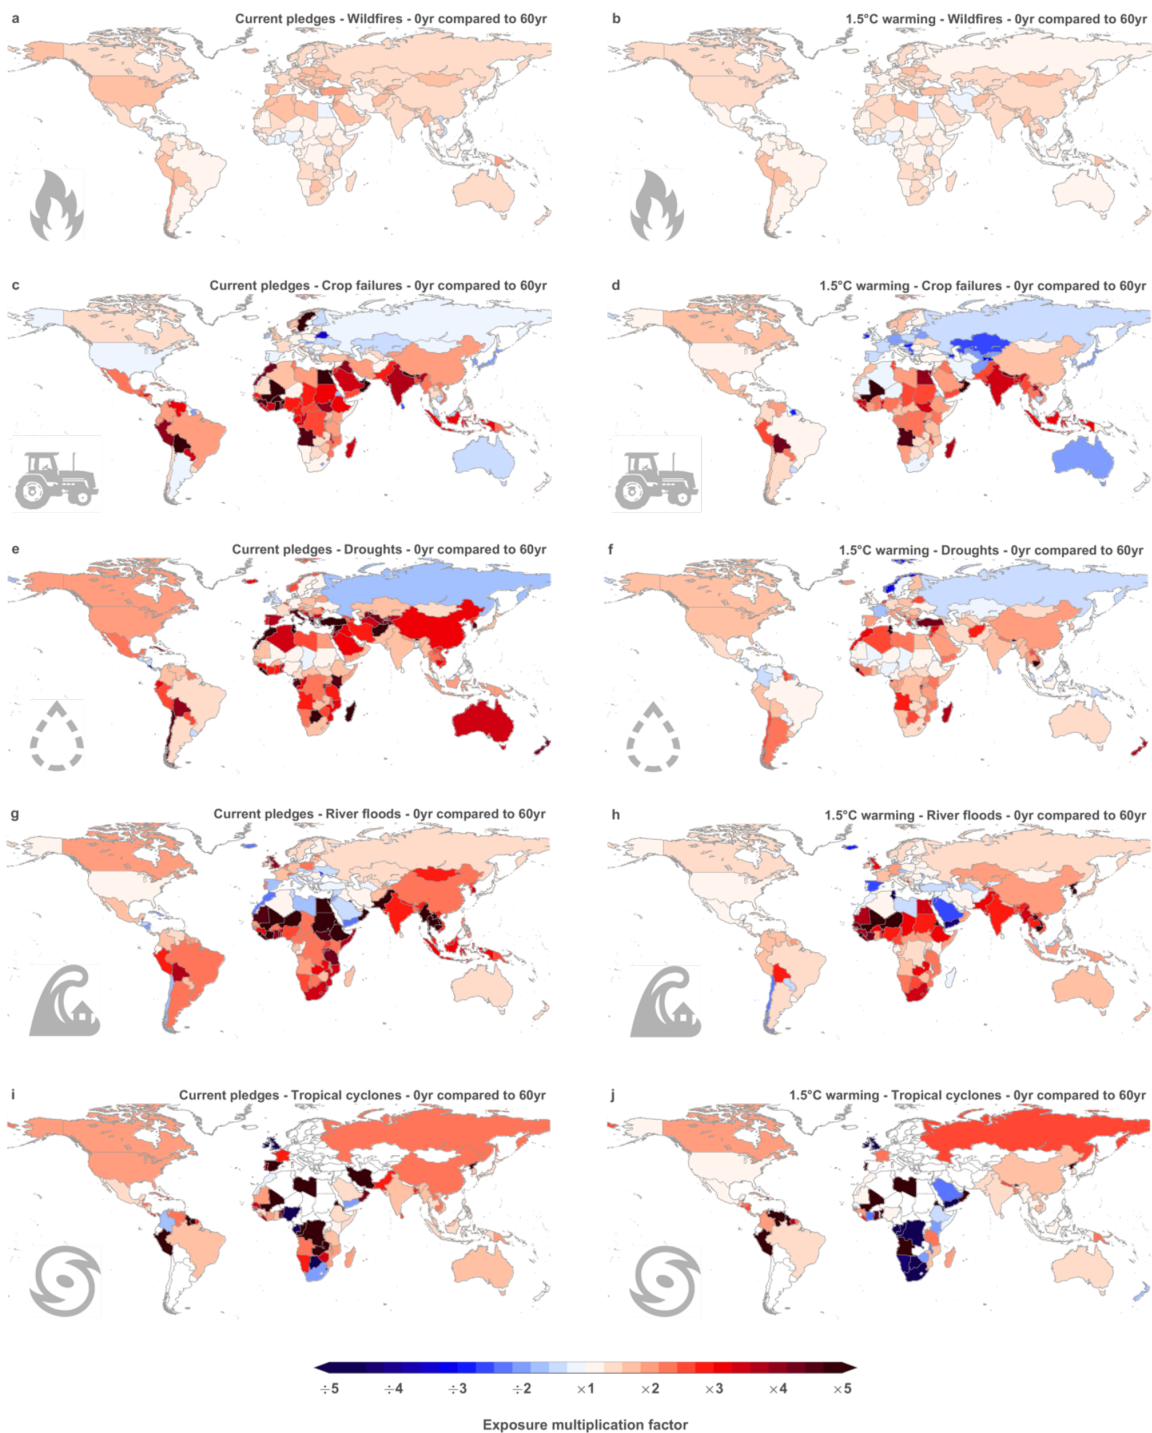 a
Current pledges - Wildfires - 0yr compared to 60yr
b
1.5°C warming - Wildfires - 0yr compared to 60yr
c
Current pledges - Crop failures - 0yr compared to 60yr
d
1.5°C warming - Crop failures - 0yr compared to 60yr
e
Current pledges - Droughts - 0yr compared to 60yr
f
1.5°C warming - Droughts - 0yr compared to 60yr
g
Current pledges - River floods - 0yr compared to 60yr
h
1.5°C warming - River floods - 0yr compared to 60yr
i
Current pledges - Tropical cyclones - 0yr compared to 60yr
j
1.5°C warming - Tropical cyclones - 0yr compared to 60yr
÷5 ÷4 ÷3 ÷2 ×1 ×2 ×3 ×4 ×5
Exposure multiplication factor